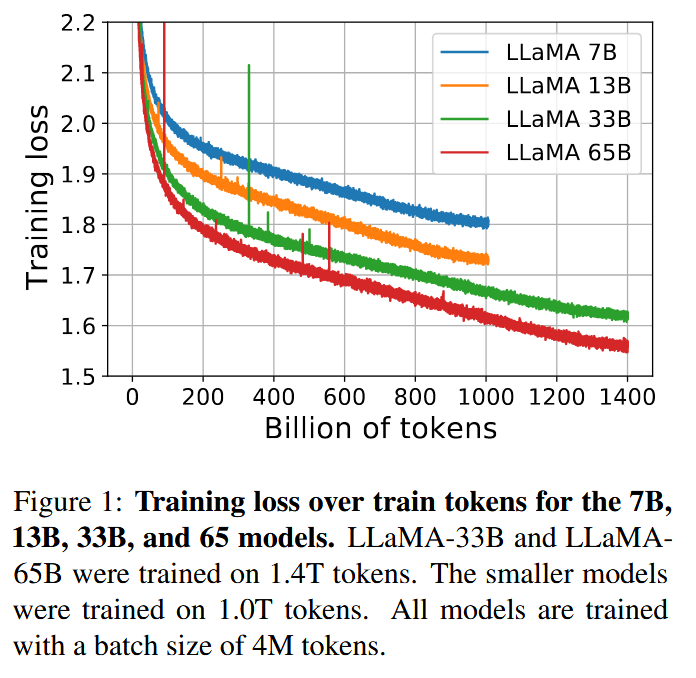 2.2
2.1
2.0
1.9
1.8
1.7
1.6
1.5
Training loss
LLaMA 7B
LLaMA 13B
LLaMA 33B
LLaMA 65B
0 200 400 600 800 1000 1200 1400
Billion of tokens
Figure 1: Training loss over train tokens for the 7B,
13B, 33B, and 65 models. LLaMA-33B and LLaMA-
65B were trained on 1.4T tokens. The smaller models
were trained on 1.0T tokens. All models are trained
with a batch size of 4M tokens.